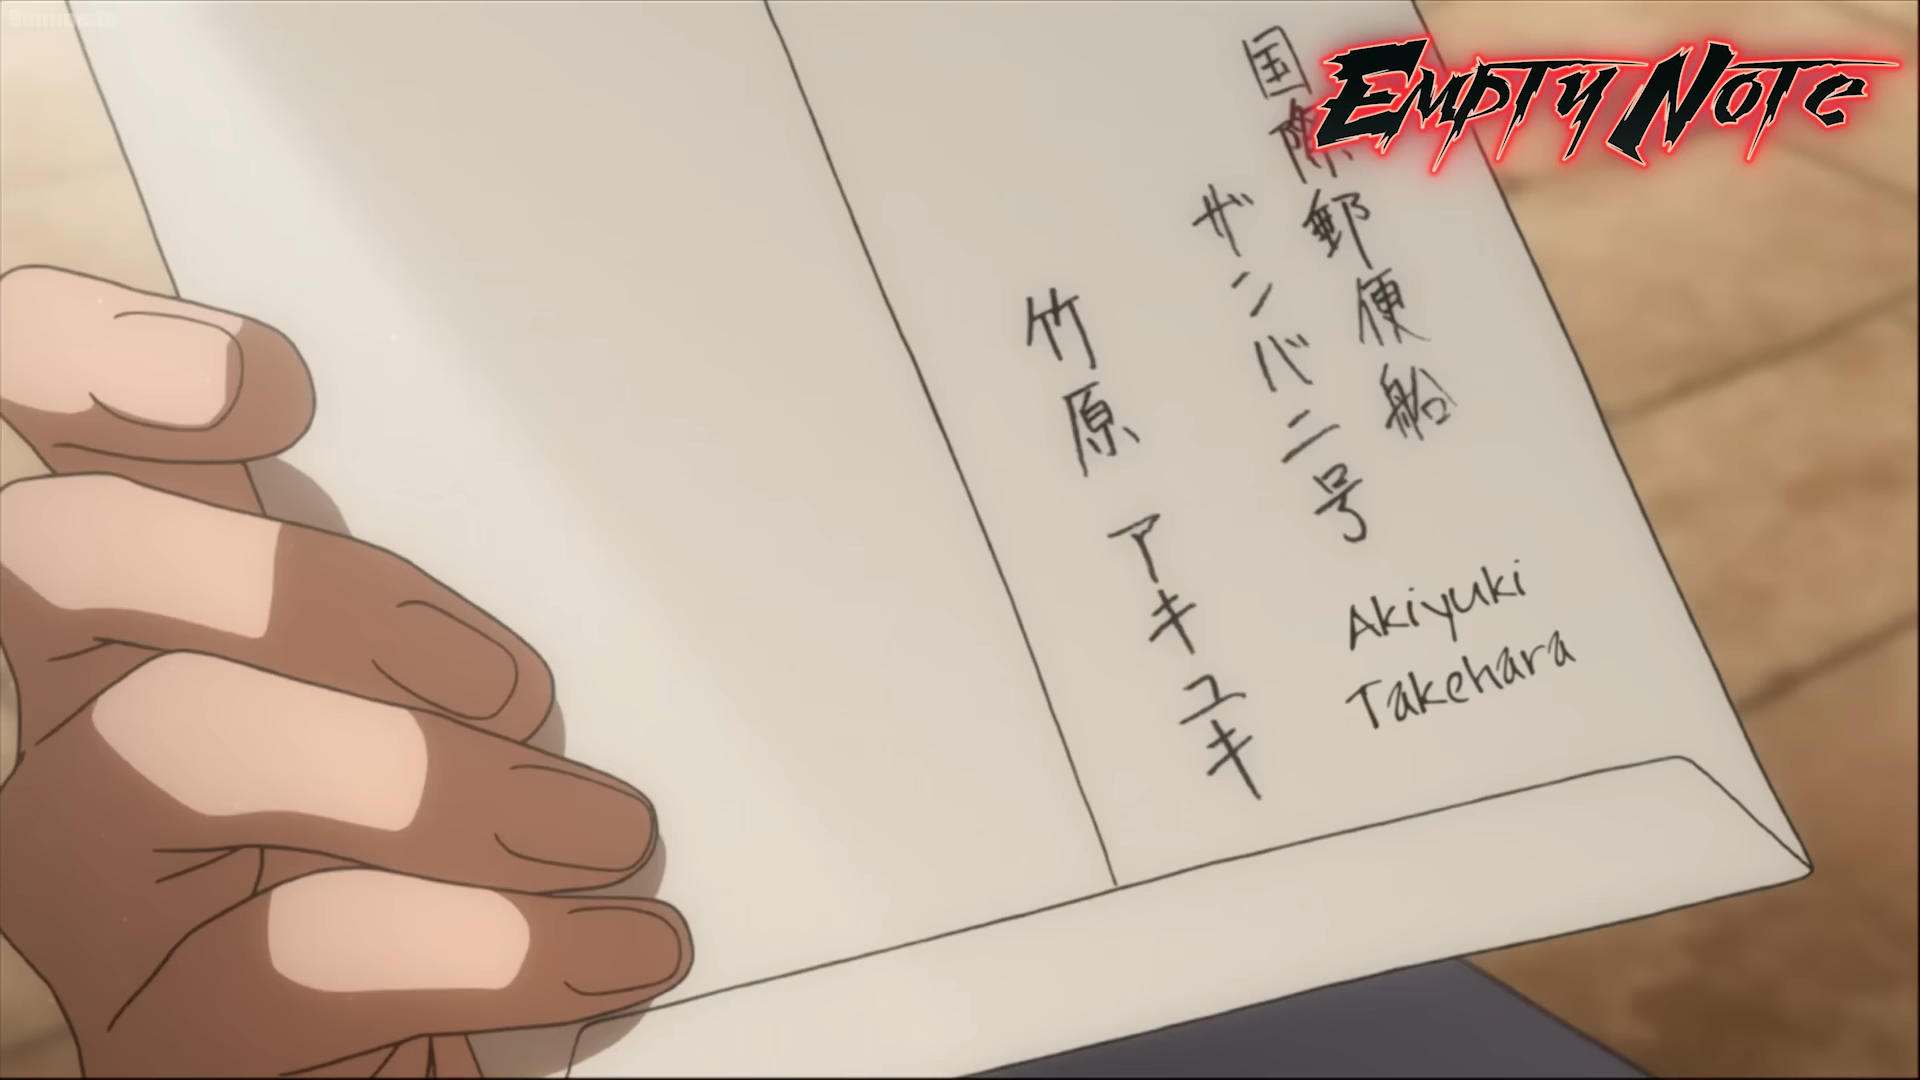 Empty Note
国際郵便船
ザンバニ号
竹原 アキユキ
Akiyuki
Takehara